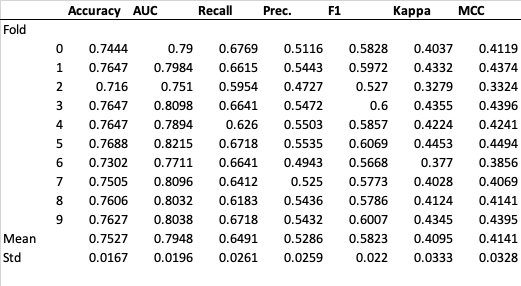 Accuracy AUC Recall Prec. F1 Kappa MCC
Fold
0 0.7444 0.79 0.6769 0.5116 0.5828 0.4037 0.4119
1 0.7647 0.7984 0.6615 0.5443 0.5972 0.4332 0.4374
2 0.716 0.751 0.5954 0.4727 0.527 0.3279 0.3324
3 0.7647 0.8098 0.6641 0.5472 0.6 0.4355 0.4396
4 0.7647 0.7894 0.626 0.5503 0.5857 0.4224 0.4241
5 0.7688 0.8215 0.6718 0.5535 0.6069 0.4453 0.4494
6 0.7302 0.7711 0.6641 0.4943 0.5668 0.377 0.3856
7 0.7505 0.8096 0.6412 0.525 0.5773 0.4028 0.4069
8 0.7606 0.8032 0.6183 0.5436 0.5786 0.4124 0.4141
9 0.7627 0.8038 0.6718 0.5432 0.6007 0.4345 0.4395
Mean 0.7527 0.7948 0.6491 0.5286 0.5823 0.4095 0.4141
Std 0.0167 0.0196 0.0261 0.0259 0.022 0.0333 0.0328